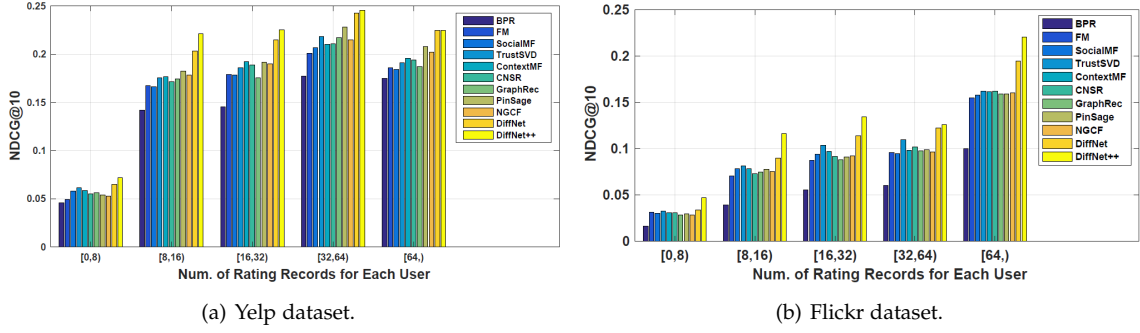 0.25
0.2
0.15
0.1
0.05
0
NDCG@10
[0,8)
[8,16)
[16,32)
[32,64)
[64,)
Num. of Rating Records for Each User
BPR
FM
SocialMF
TrustSVD
ContextMF
CNSR
GraphRec
PinSage
NGCF
DiffNet
DiffNet++
(a) Yelp dataset.
0.25
0.2
0.15
0.1
0.05
0
NDCG@10
[0,8)
[8,16)
[16,32)
[32,64)
[64,)
Num. of Rating Records for Each User
BPR
FM
SocialMF
TrustSVD
ContextMF
CNSR
GraphRec
PinSage
NGCF
DiffNet
DiffNet++
(b) Flickr dataset.